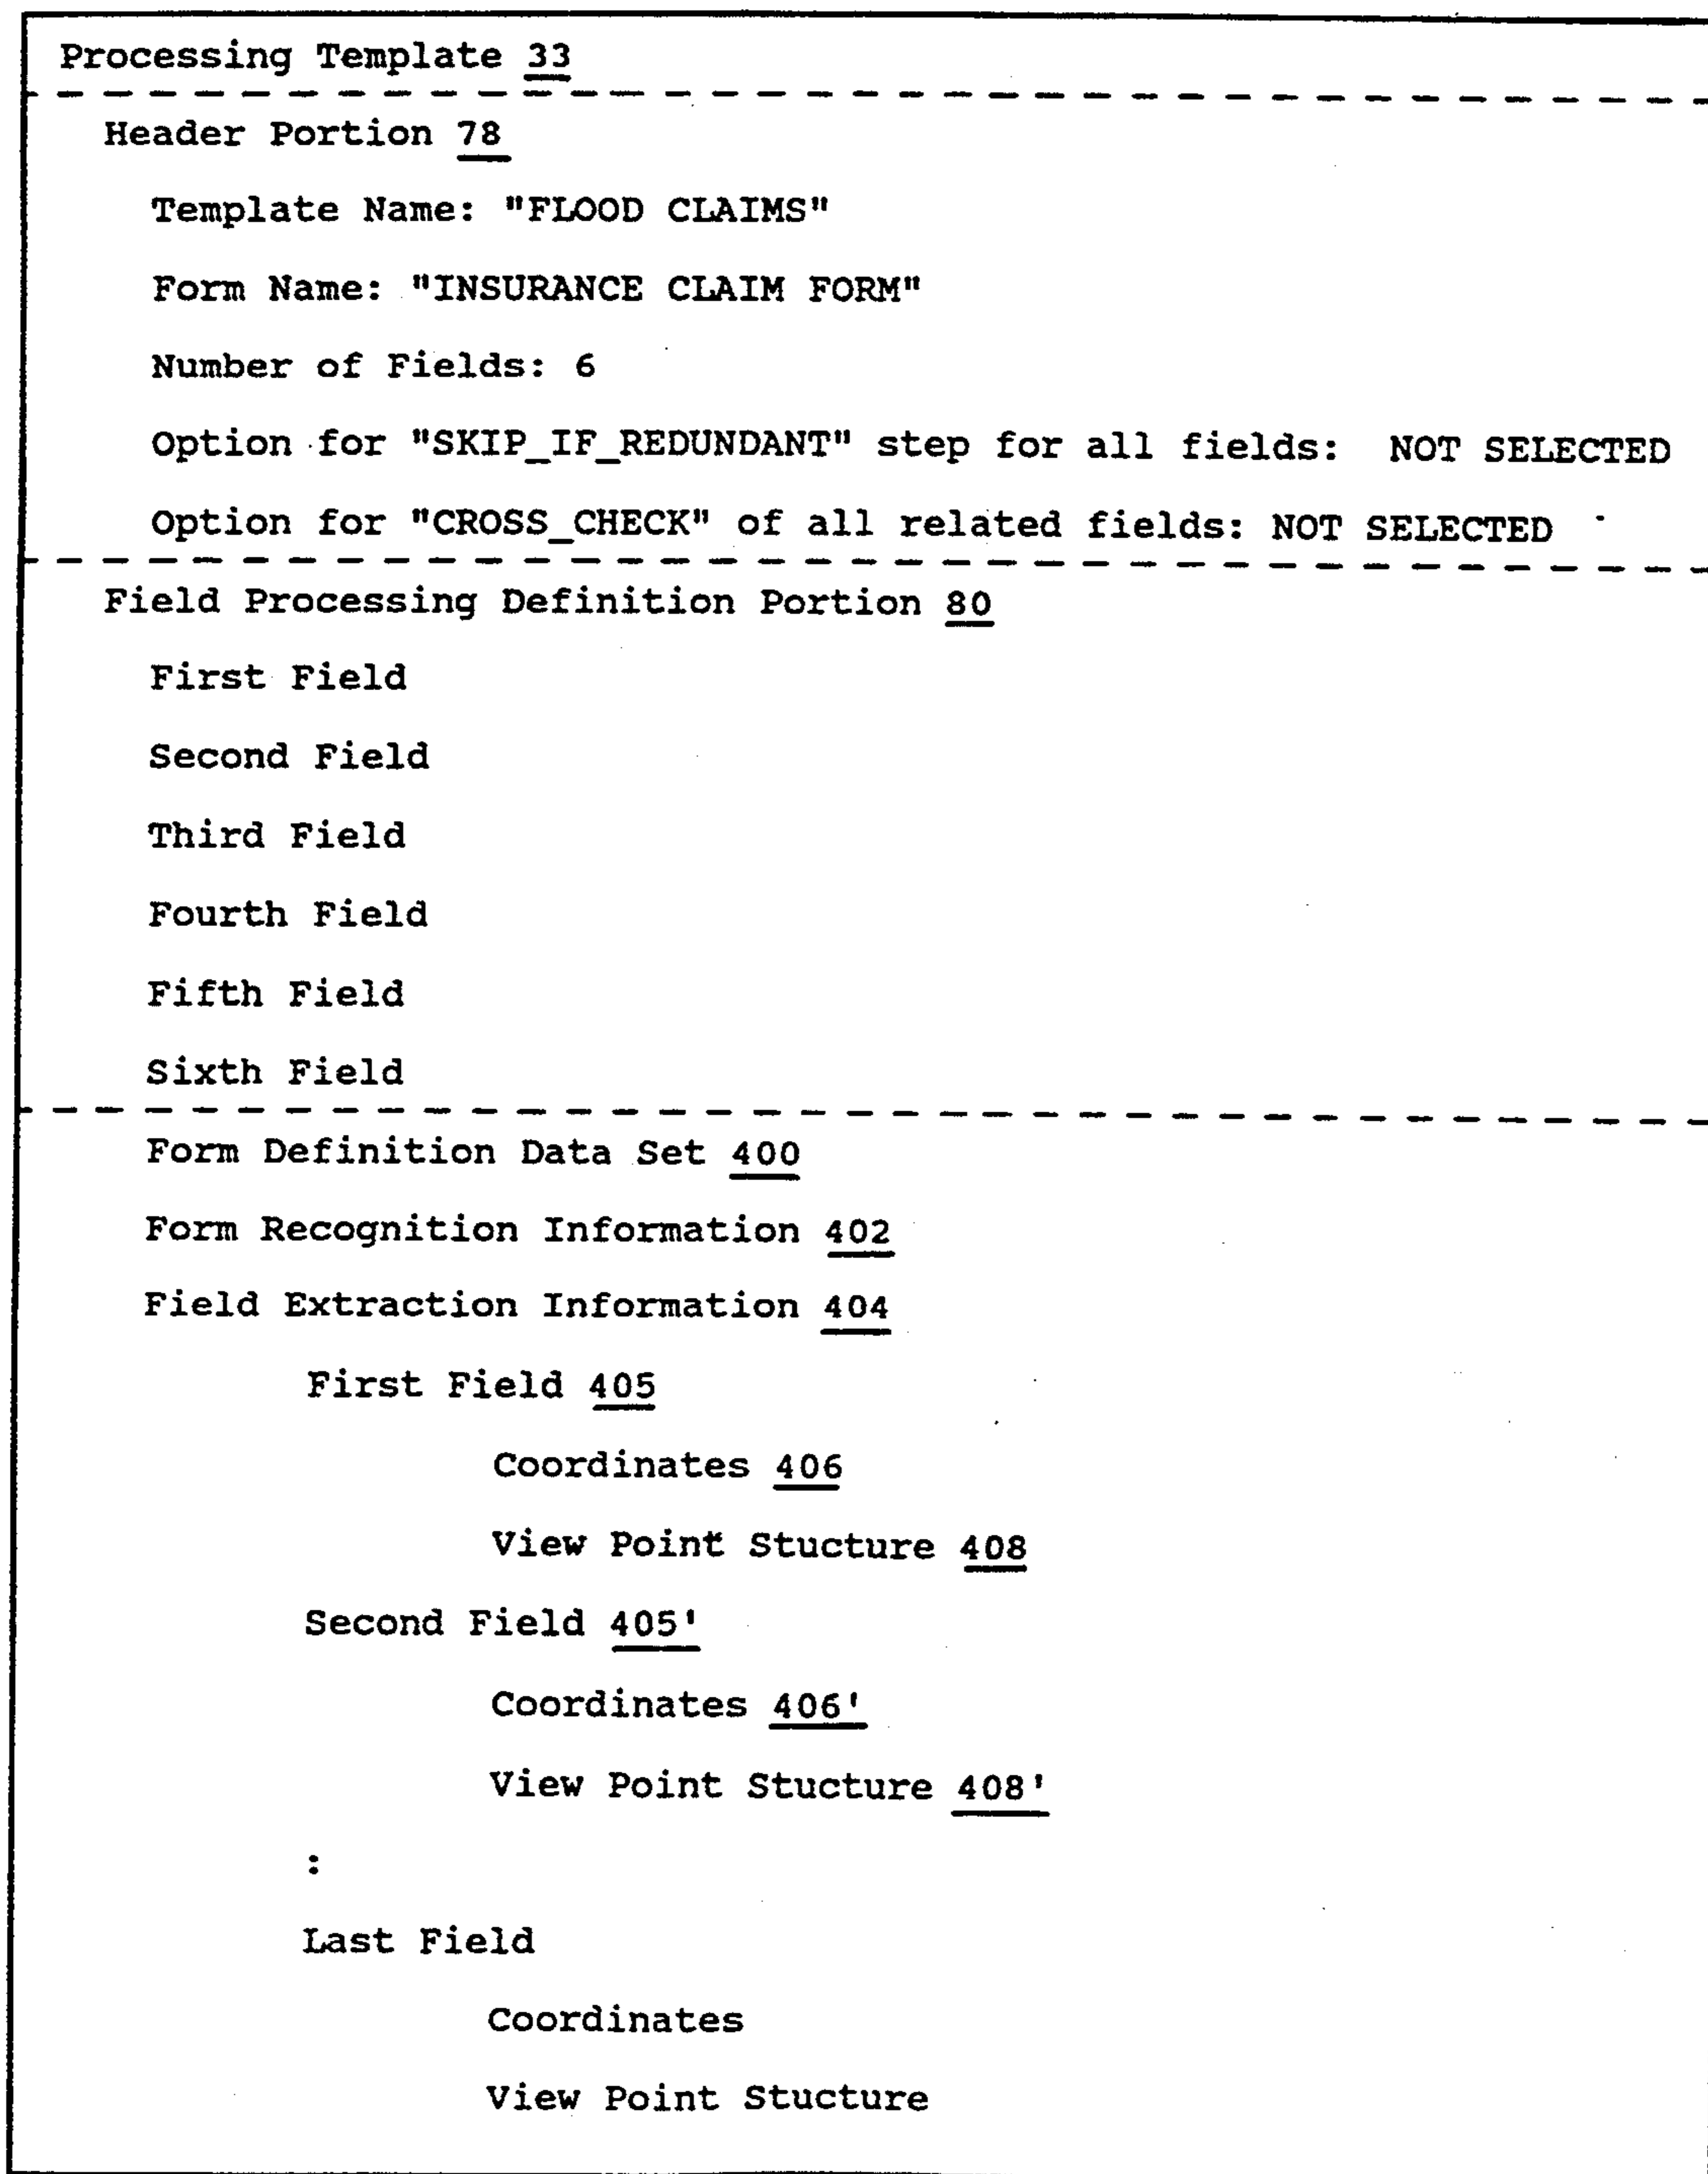 Processing Template 33
Header Portion 78
Template Name: "FLOOD CLAIMS"
Form Name: "INSURANCE CLAIM FORM"
Number of Fields: 6
Option for "SKIP_IF_REDUNDANT" step for all fields: NOT SELECTED
Option for "CROSS_CHECK" of all related fields: NOT SELECTED
Field Processing Definition Portion 80
First Field
Second Field
Third Field
Fourth Field
Fifth Field
Sixth Field
Form Definition Data Set 400
Form Recognition Information 402
Field Extraction Information 404
First Field 405
Coordinates 406
View Point Stucture 408
Second Field 405'
Coordinates 406'
View Point Stucture 408'
:
Last Field
Coordinates
View Point Stucture